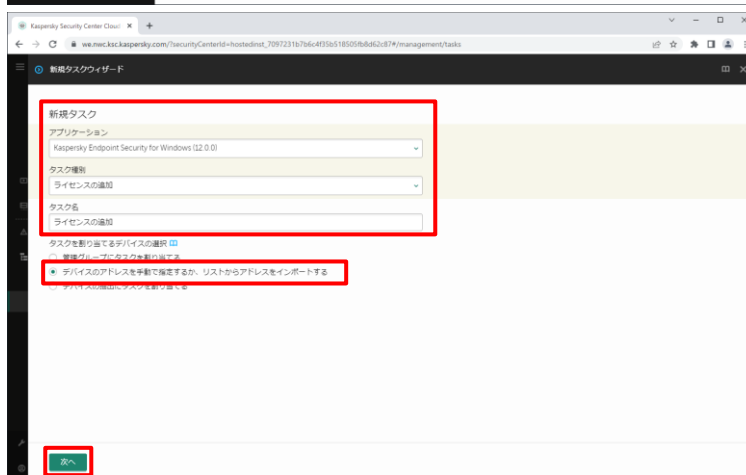 Kaspersky Security Center Cloud
we.nwc.ksc.kaspersky.com/?securityCenterId=hostedinst_7097231b7b6c4f35b518505fb8d62c87#/management/tasks
新規タスクウィザード
新規タスク
アプリケーション
Kaspersky Endpoint Security for Windows (12.0.0)
タスク種別
ライセンスの追加
タスク名
ライセンスの追加
タスクを割り当てるデバイスの選択
管理グループにタスクを割り当てる
デバイスのアドレスを手動で指定するか、リストからアドレスをインポートする
デバイスの抽出にタスクを割り当てる
次へ